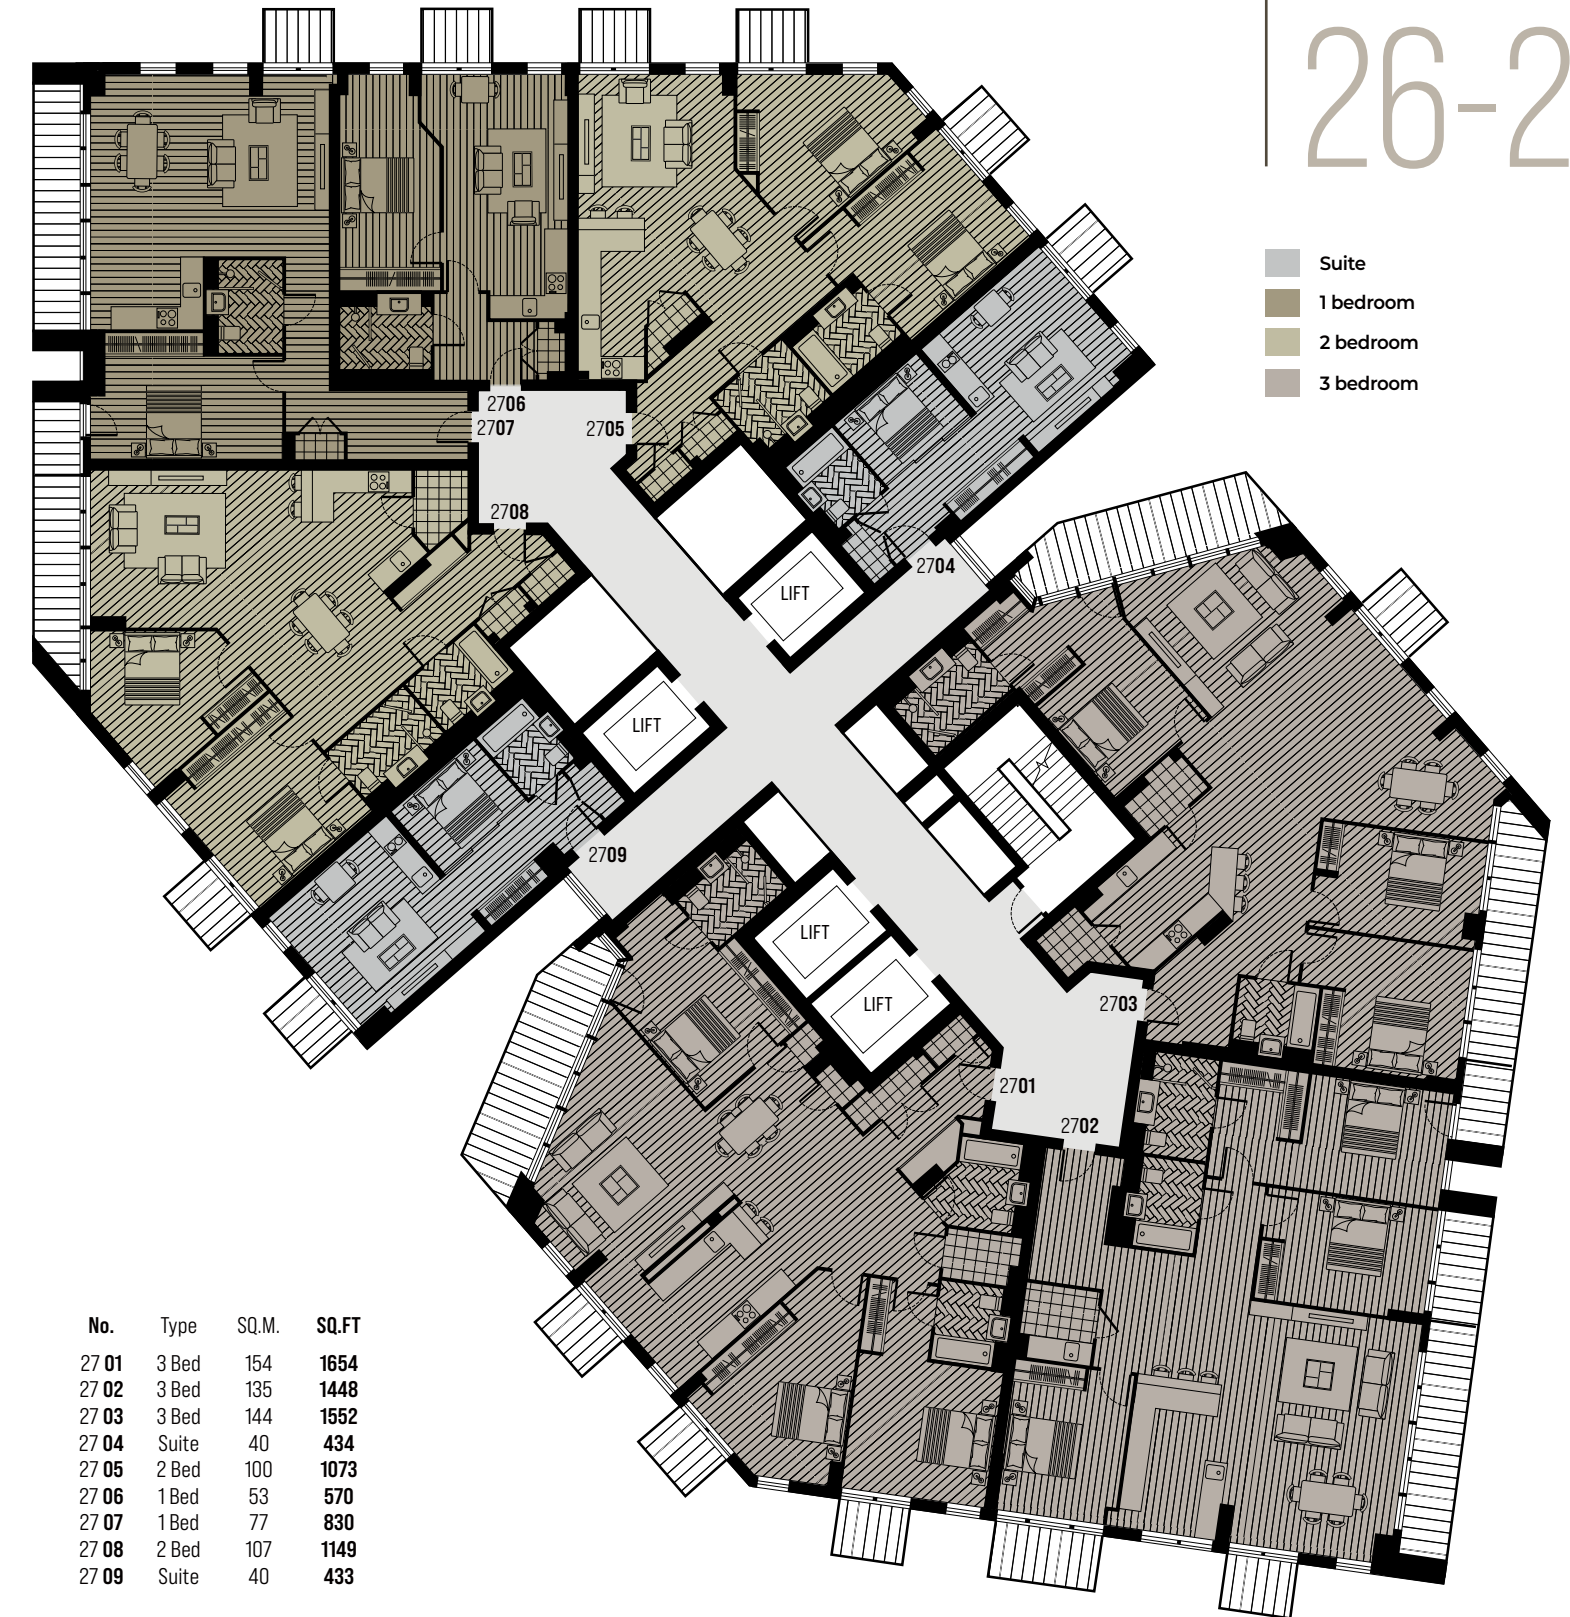 26-2
Suite
1 bedroom
2 bedroom
3 bedroom
2706
2707
2705
2708
2704
LIFT
LIFT
2709
LIFT
LIFT
2703
2701
2702
No. Type SQ.M. SQ.FT
27 01 3 Bed 154 1654
27 02 3 Bed 135 1448
27 03 3 Bed 144 1552
27 04 Suite 40 434
27 05 2 Bed 100 1073
27 06 1 Bed 53 570
27 07 1 Bed 77 830
27 08 2 Bed 107 1149
27 09 Suite 40 433